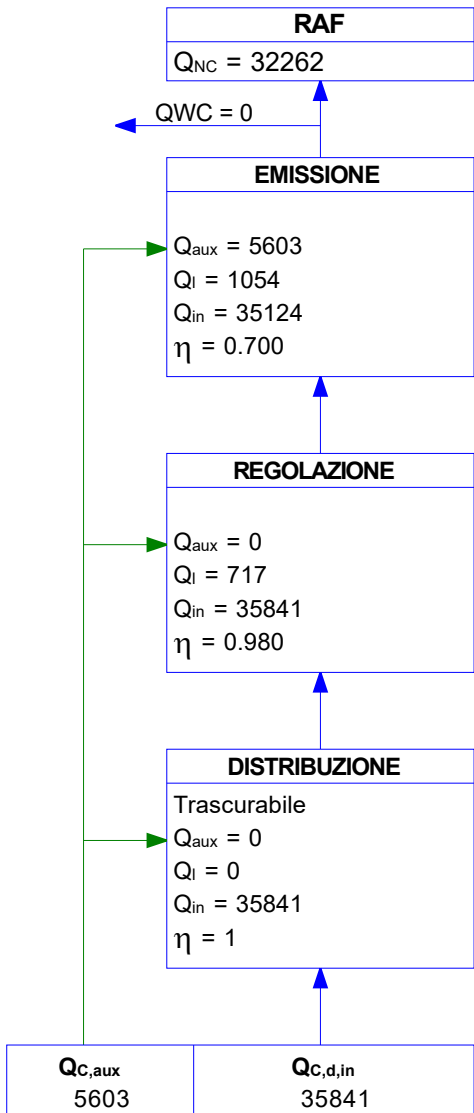 RAF
QNC = 32262
QWC = 0
EMISSIONE
Qaux = 5603
Ql = 1054
Qin = 35124
η = 0.700
REGOLAZIONE
Qaux = 0
Ql = 717
Qin = 35841
η = 0.980
DISTRIBUZIONE
Trascurabile
Qaux = 0
Ql = 0
Qin = 35841
η = 1
QC,aux QC,d,in
5603 35841